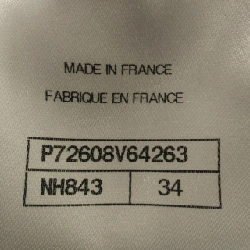 MADE IN FRANCE
FABRIQUE EN FRANCE
P72608V64263
NH843 34